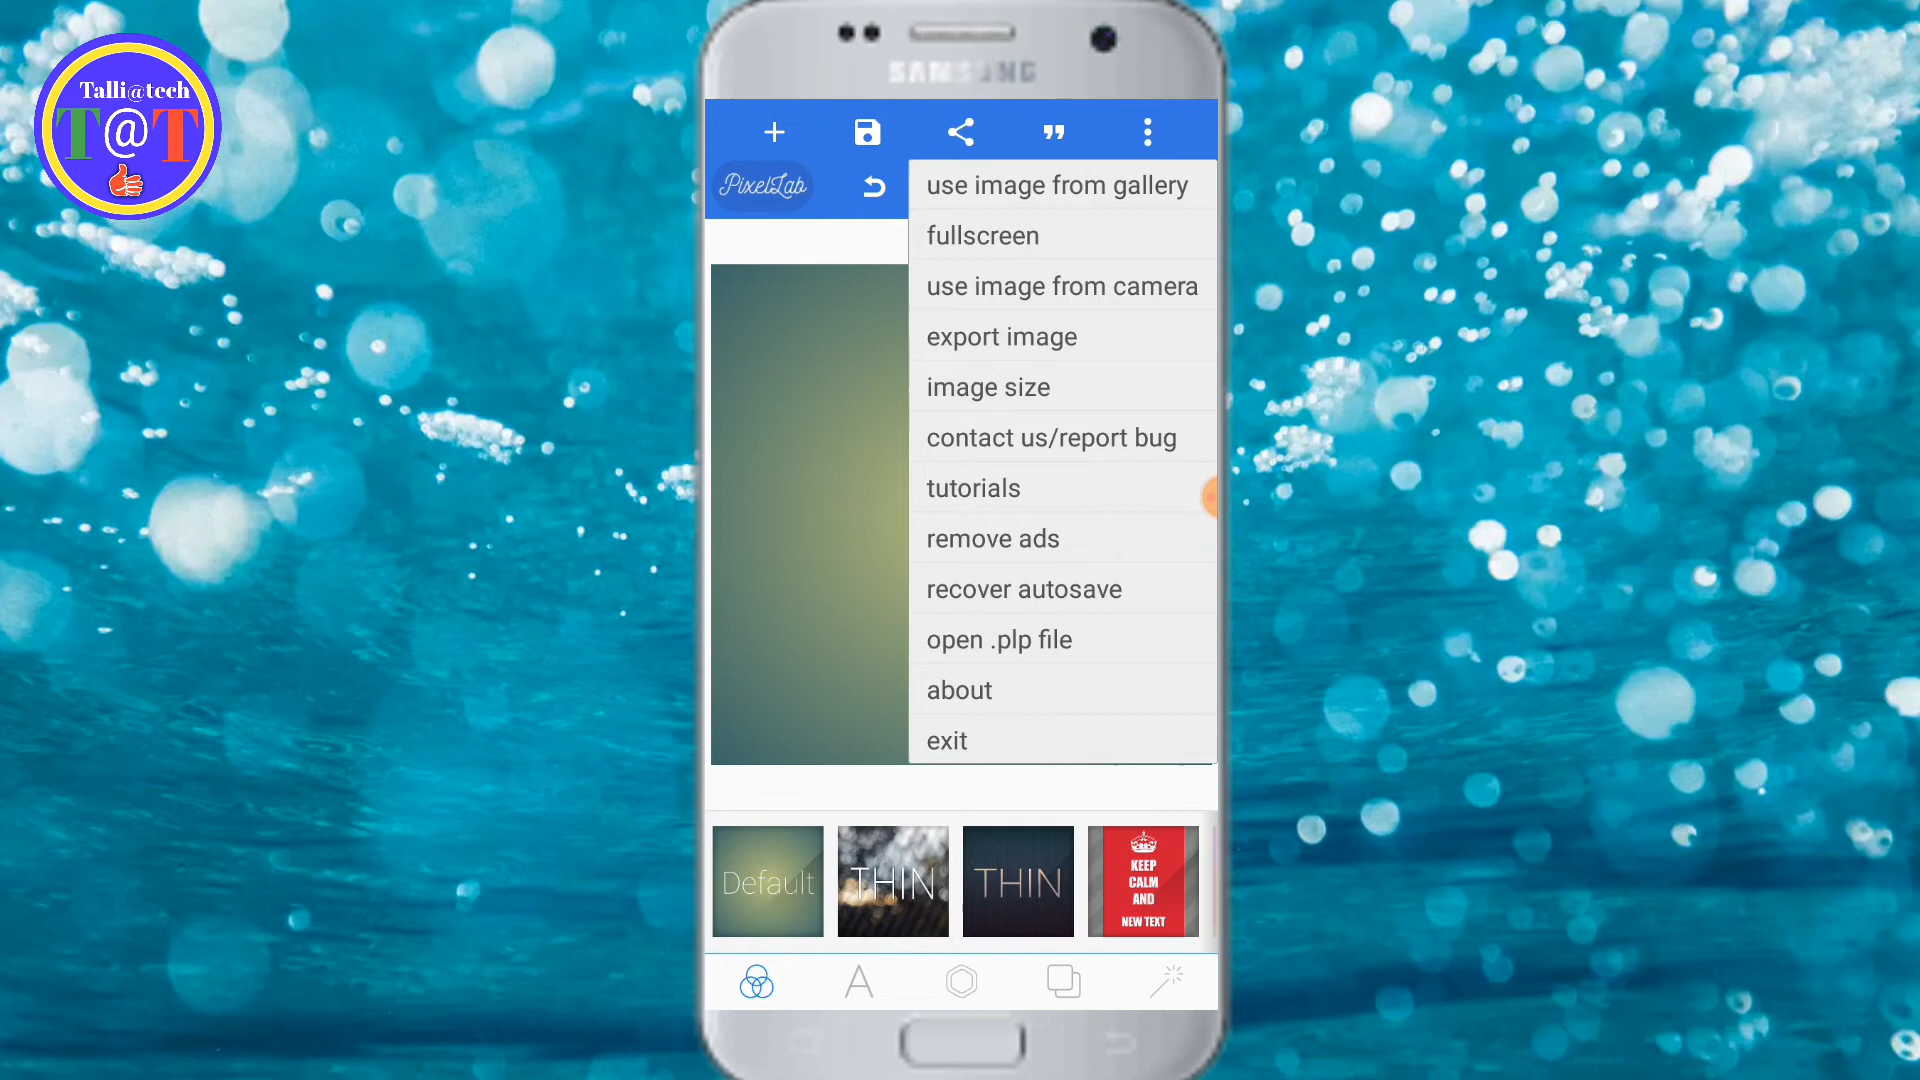 Talli@tech
T@T
SAMSUNG
PixelLab
use image from gallery
fullscreen
use image from camera
export image
image size
contact us/report bug
tutorials
remove ads
recover autosave
open .plp file
about
exit
Default
THIN
THIN
KEEP
CALM
AND
NEW TEXT
A